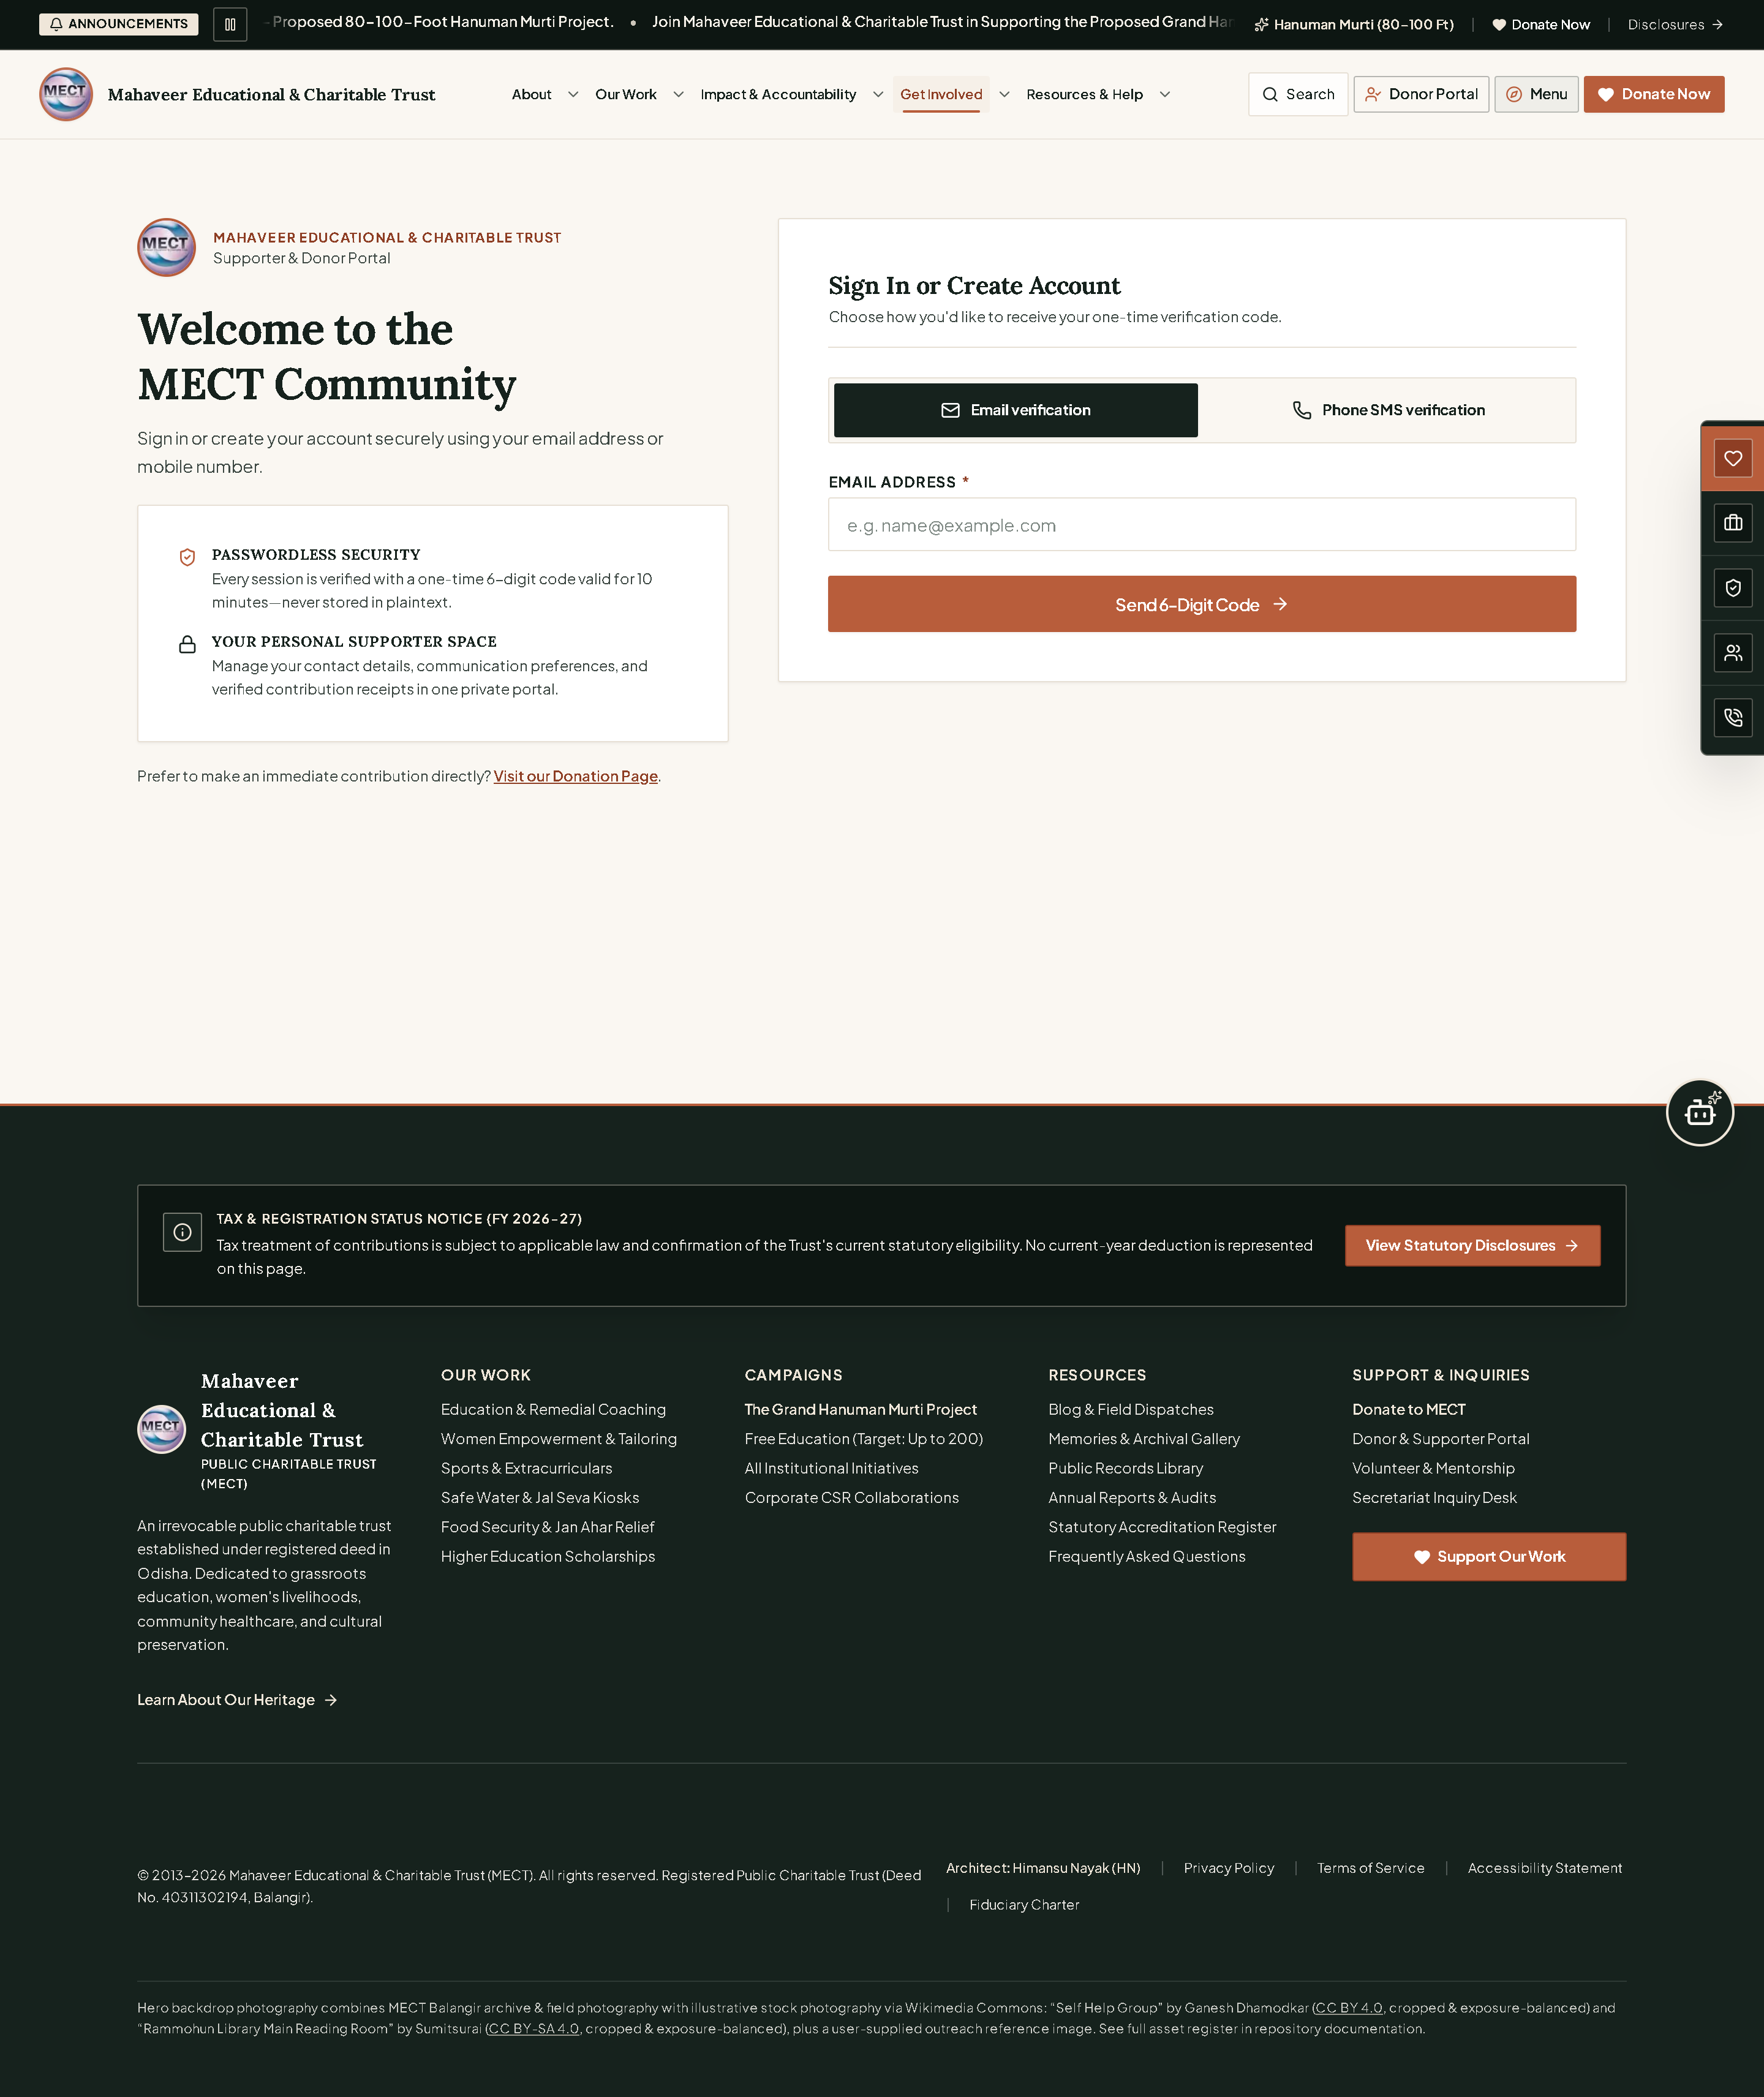 ANNOUNCEMENTS
Proposed 80–100-Foot Hanuman Murti Project. • Join Mahaveer Educational & Charitable Trust in Supporting the Proposed Grand
Hanuman Murti (80–100 Ft) | Donate Now | Disclosures →
MECT
Mahaveer Educational & Charitable Trust
About
Our Work
Impact & Accountability
Get Involved
Resources & Help
Search
Donor Portal
Menu
Donate Now
MECT
MAHAVEER EDUCATIONAL & CHARITABLE TRUST
Supporter & Donor Portal
Welcome to the
MECT Community
Sign in or create your account securely using your email address or
mobile number.
PASSWORDLESS SECURITY
Every session is verified with a one-time 6-digit code valid for 10
minutes—never stored in plaintext.
YOUR PERSONAL SUPPORTER SPACE
Manage your contact details, communication preferences, and
verified contribution receipts in one private portal.
Prefer to make an immediate contribution directly? Visit our Donation Page.
Sign In or Create Account
Choose how you'd like to receive your one-time verification code.
Email verification
Phone SMS verification
EMAIL ADDRESS *
e.g. name@example.com
Send 6-Digit Code →
TAX & REGISTRATION STATUS NOTICE (FY 2026-27)
Tax treatment of contributions is subject to applicable law and confirmation of the Trust's current statutory eligibility. No current-year deduction is represented
on this page.
View Statutory Disclosures →
MECT
Mahaveer
Educational &
Charitable Trust
PUBLIC CHARITABLE TRUST
(MECT)
An irrevocable public charitable trust
established under registered deed in
Odisha. Dedicated to grassroots
education, women's livelihoods,
community healthcare, and cultural
preservation.
Learn About Our Heritage →
OUR WORK
Education & Remedial Coaching
Women Empowerment & Tailoring
Sports & Extracurriculars
Safe Water & Jal Seva Kiosks
Food Security & Jan Ahar Relief
Higher Education Scholarships
CAMPAIGNS
The Grand Hanuman Murti Project
Free Education (Target: Up to 200)
All Institutional Initiatives
Corporate CSR Collaborations
RESOURCES
Blog & Field Dispatches
Memories & Archival Gallery
Public Records Library
Annual Reports & Audits
Statutory Accreditation Register
Frequently Asked Questions
SUPPORT & INQUIRIES
Donate to MECT
Donor & Supporter Portal
Volunteer & Mentorship
Secretariat Inquiry Desk
Support Our Work
© 2013–2026 Mahaveer Educational & Charitable Trust (MECT). All rights reserved. Registered Public Charitable Trust (Deed
No. 40311302194, Balangir).
Architect: Himansu Nayak (HN) | Privacy Policy | Terms of Service | Accessibility Statement
| Fiduciary Charter
Hero backdrop photography combines MECT Balangir archive & field photography with illustrative stock photography via Wikimedia Commons: “Self Help Group” by Ganesh Dhamodkar (CC BY 4.0, cropped & exposure-balanced) and
“Rammohun Library Main Reading Room” by Sumitsurai (CC BY-SA 4.0, cropped & exposure-balanced), plus a user-supplied outreach reference image. See full asset register in repository documentation.